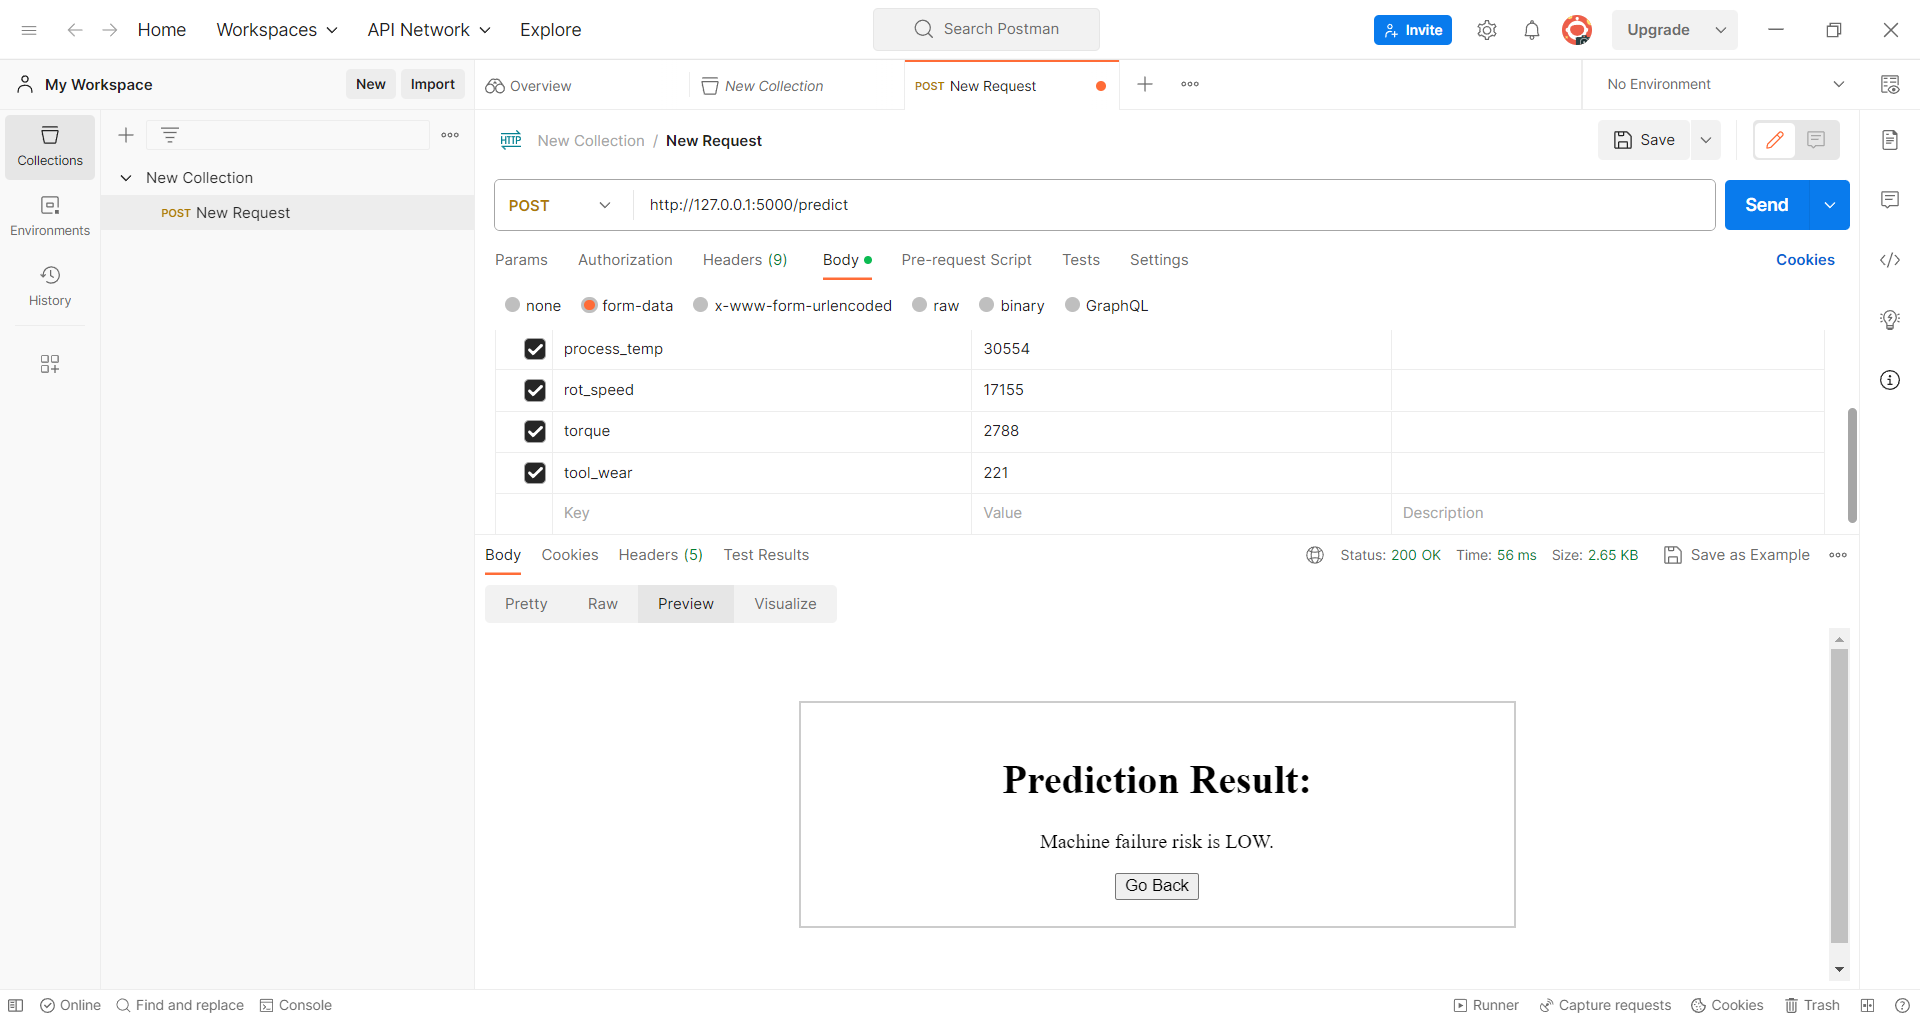 Home Workspaces API Network Explore Search Postman Invite Upgrade
My Workspace New Import Overview New Collection POST New Request No Environment
Collections
Environments
History
New Collection
POST New Request
HTTP New Collection / New Request Save
POST http://127.0.0.1:5000/predict Send
Params Authorization Headers (9) Body Pre-request Script Tests Settings Cookies
none form-data x-www-form-urlencoded raw binary GraphQL
process_temp 30554
rot_speed 17155
torque 2788
tool_wear 221
Key Value Description
Body Cookies Headers (5) Test Results Status: 200 OK Time: 56 ms Size: 2.65 KB Save as Example
Pretty Raw Preview Visualize
Prediction Result:
Machine failure risk is LOW.
Go Back
Online Find and replace Console Runner Capture requests Cookies Trash